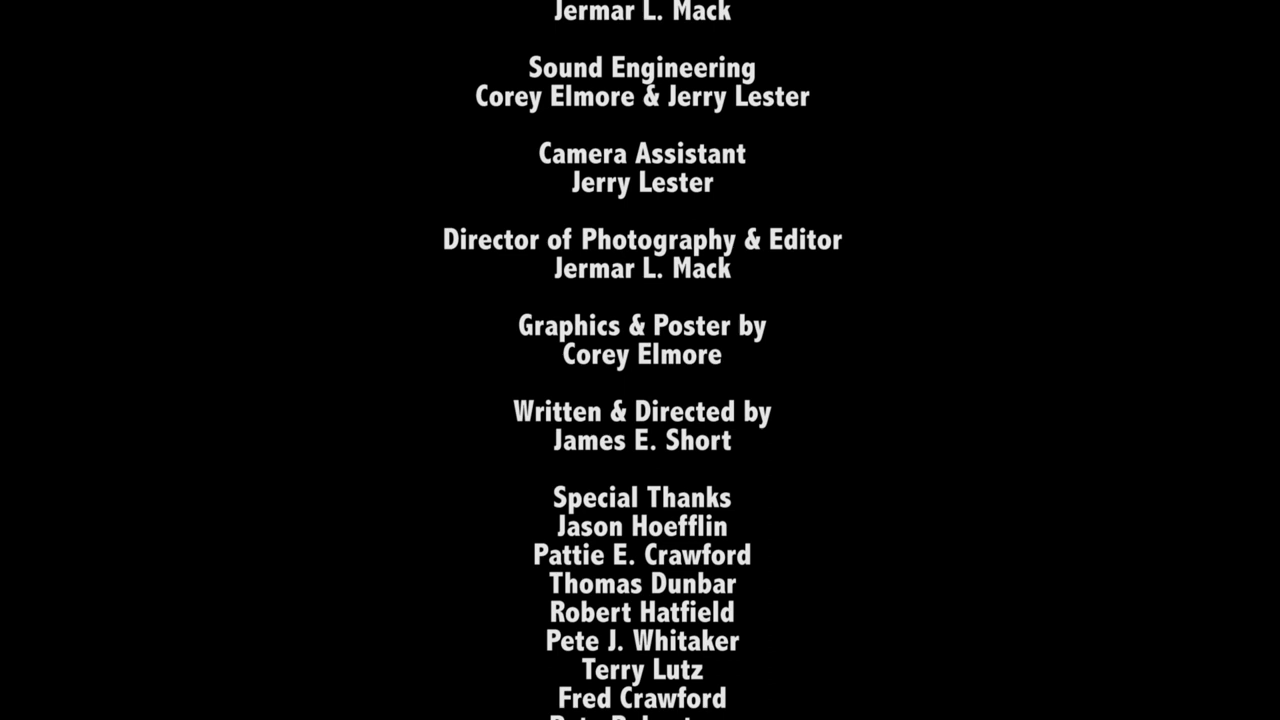 Jermar L. Mack
Sound Engineering
Corey Elmore & Jerry Lester
Camera Assistant
Jerry Lester
Director of Photography & Editor
Jermar L. Mack
Graphics & Poster by
Corey Elmore
Written & Directed by
James E. Short
Special Thanks
Jason Hoefflin
Pattie E. Crawford
Thomas Dunbar
Robert Hatfield
Pete J. Whitaker
Terry Lutz
Fred Crawford